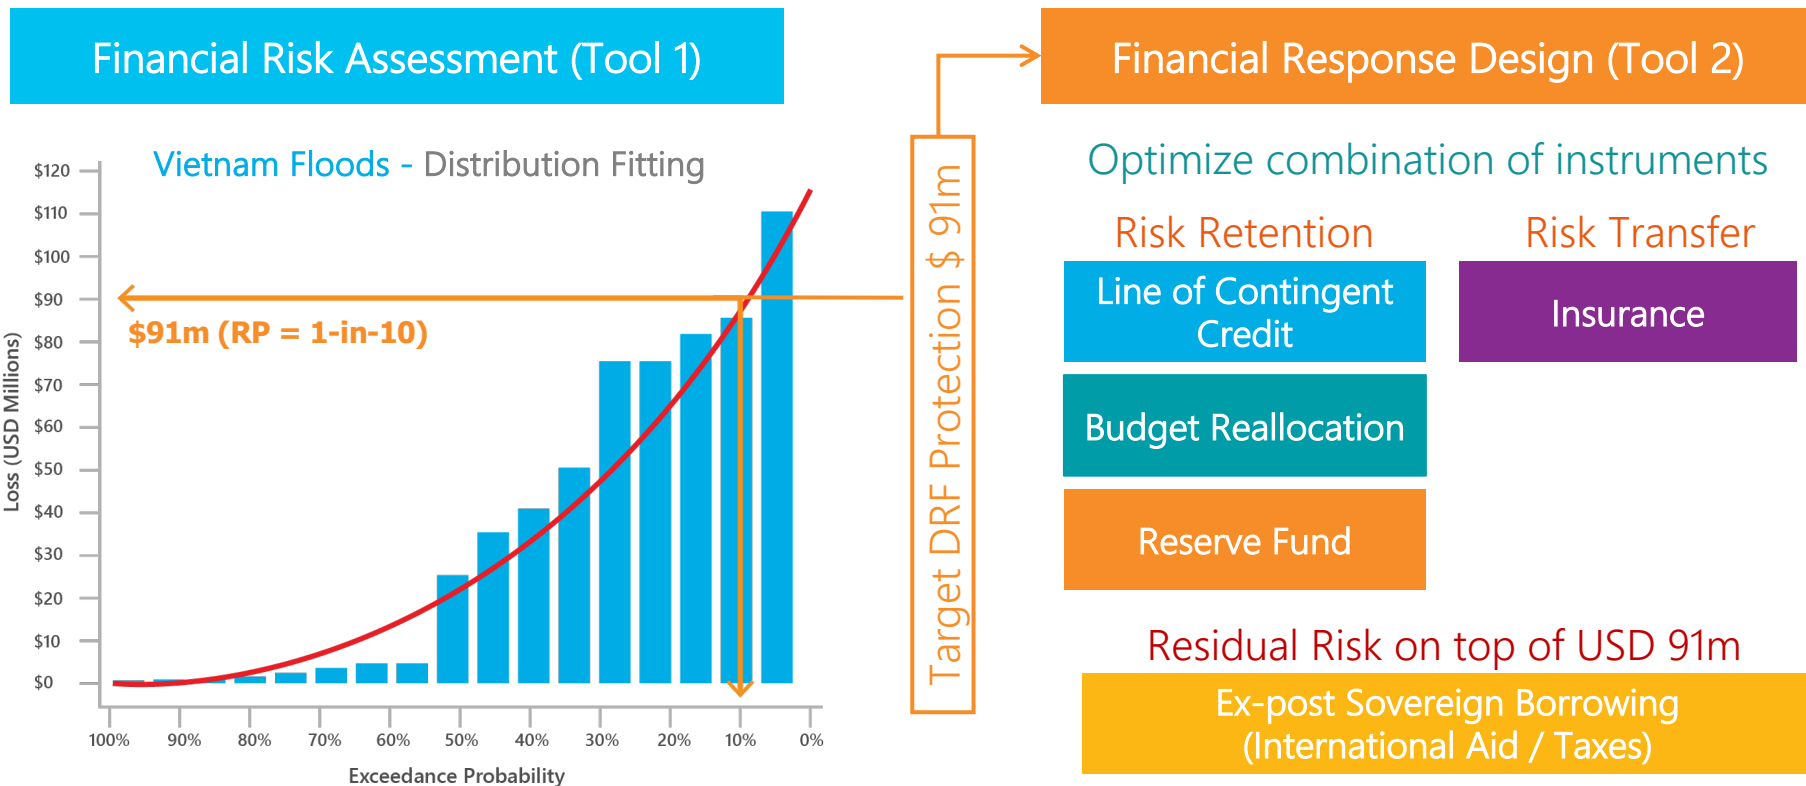 Financial Risk Assessment (Tool 1)
Financial Response Design (Tool 2)
Vietnam Floods - Distribution Fitting
$120
$110
$100
$90
$80
$70
$60
$50
$40
$30
$20
$10
$0
Loss (USD Millions)
$91m (RP = 1-in-10)
100%
90%
80%
70%
60%
50%
40%
30%
20%
10%
0%
Exceedance Probability
Target DRF Protection $ 91m
Optimize combination of instruments
Risk Retention
Risk Transfer
Line of Contingent
Credit
Insurance
Budget Reallocation
Reserve Fund
Residual Risk on top of USD 91m
Ex-post Sovereign Borrowing
(International Aid / Taxes)